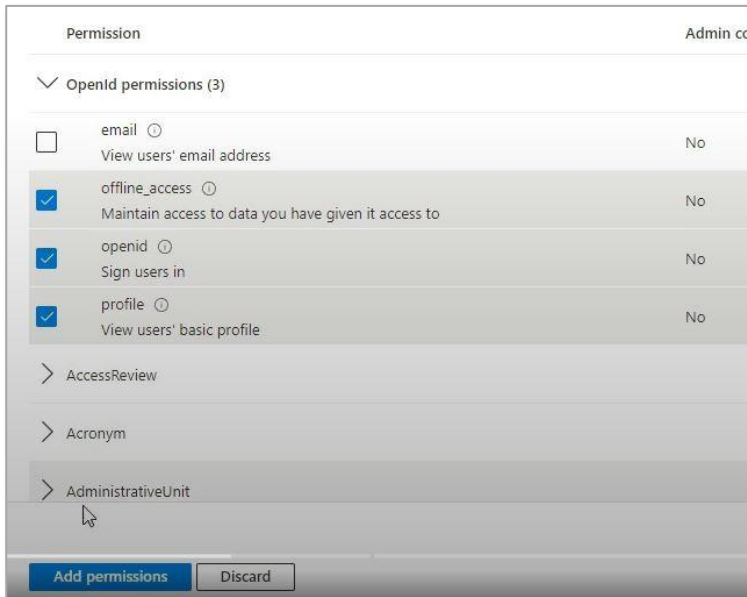 Permission Admin co
OpenId permissions (3)
email
View users' email address
No
offline_access
Maintain access to data you have given it access to
No
openid
Sign users in
No
profile
View users' basic profile
No
AccessReview
Acronym
AdministrativeUnit
Add permissions Discard